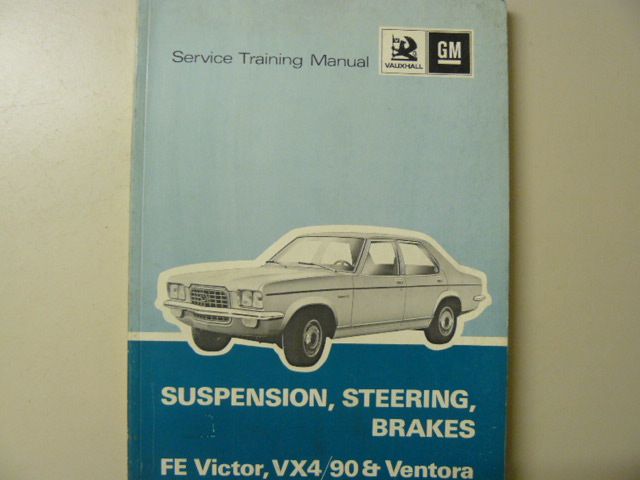 Service Training Manual
VAUXHALL
GM
SUSPENSION, STEERING,
BRAKES
FE Victor, VX4/90 & Ventora